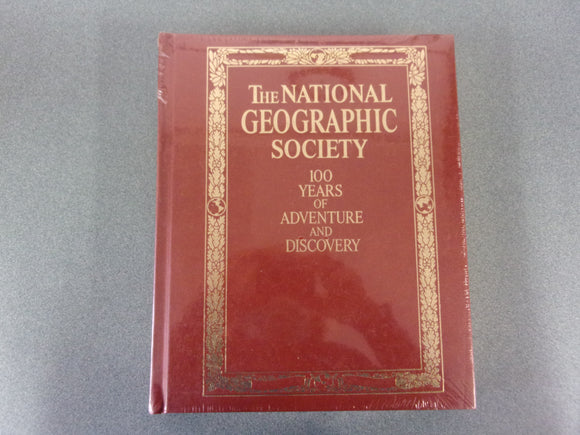 THE NATIONAL
GEOGRAPHIC
SOCIETY
100
YEARS
OF
ADVENTURE
AND
DISCOVERY